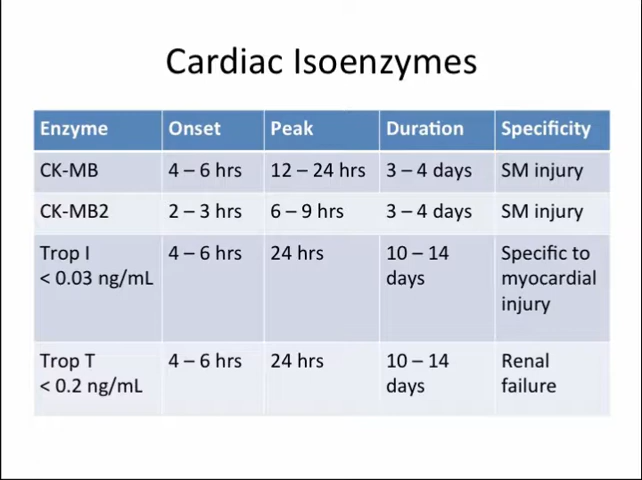 Cardiac Isoenzymes
Enzyme Onset Peak Duration Specificity
CK-MB 4 – 6 hrs 12 – 24 hrs 3 – 4 days SM injury
CK-MB2 2 – 3 hrs 6 – 9 hrs 3 – 4 days SM injury
Trop I 4 – 6 hrs 24 hrs 10 – 14 Specific to
< 0.03 ng/mL days myocardial
injury
Trop T 4 – 6 hrs 24 hrs 10 – 14 Renal
< 0.2 ng/mL days failure